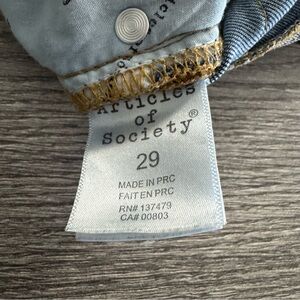 Articles
of
Society®
29
MADE IN PRC
FAIT EN PRC
RN# 137479
CA# 00803